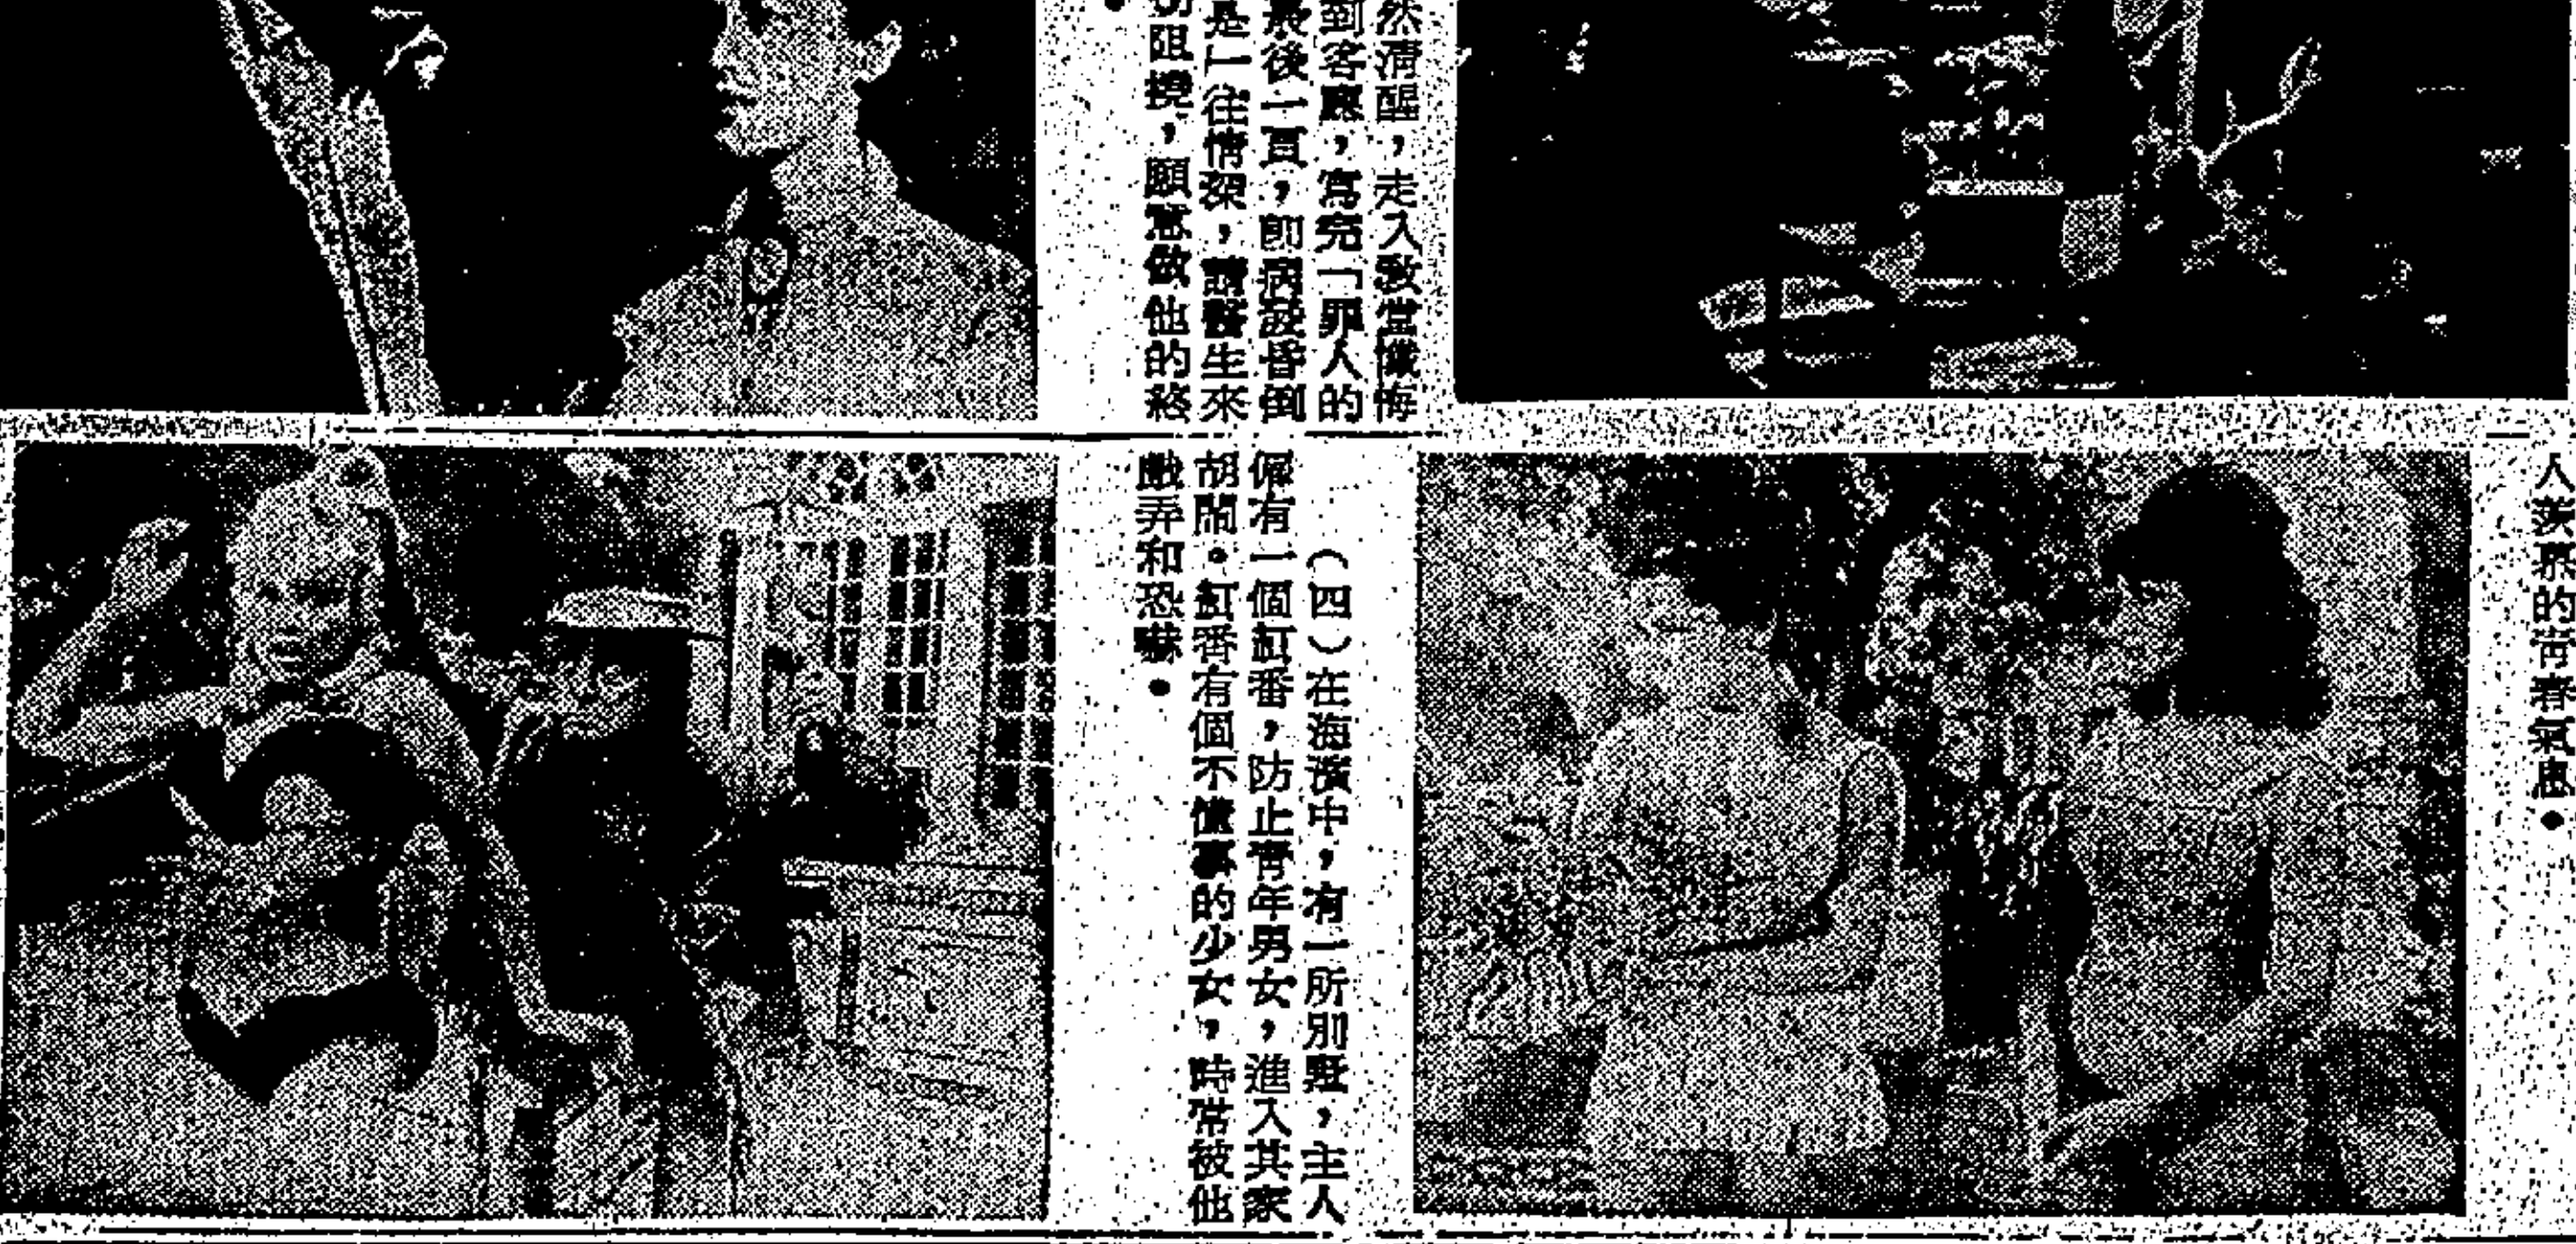 然清醒，走入教堂懺悔
到客廳，寫完「罪人的
最後一頁，卽病發昏倒
是一往情深，請醫生來
切阻撓，願意做他的終
人羨慕的青春氣息。
（四）在海濱中，有一所別墅，主人
僱有一個紅番，防止青年男女，進入其家
胡鬧。紅番有個不懂事的少女，時常被他
戲弄和恐嚇。